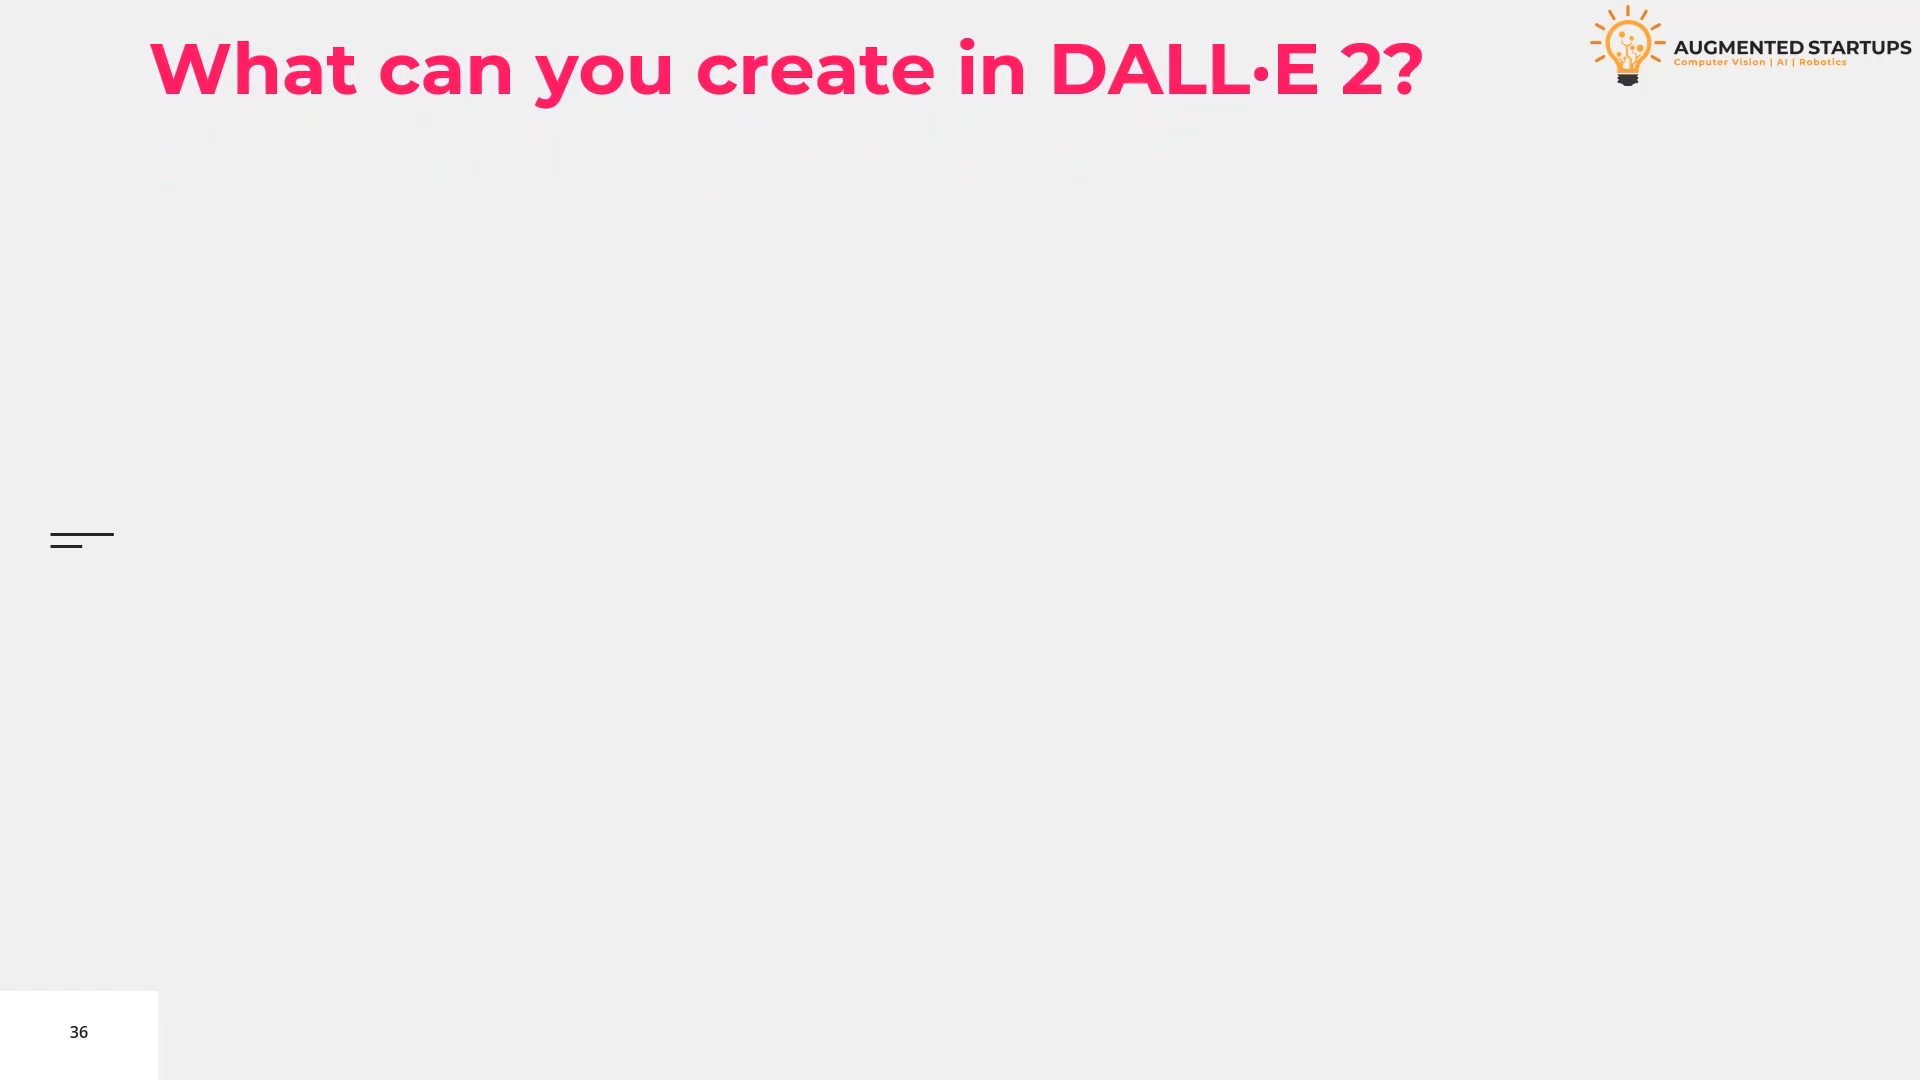 What can you create in DALL·E 2?
AUGMENTED STARTUPS
Computer Vision | AI | Robotics
36